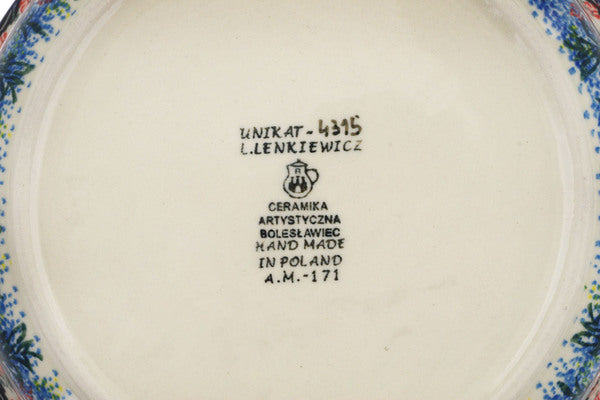 UNIKAT - 4315
L.LENKIEWICZ
R
CERAMIKA
ARTYSTYCZNA
BOLESŁAWIEC
HAND MADE
IN POLAND
A.M.-171